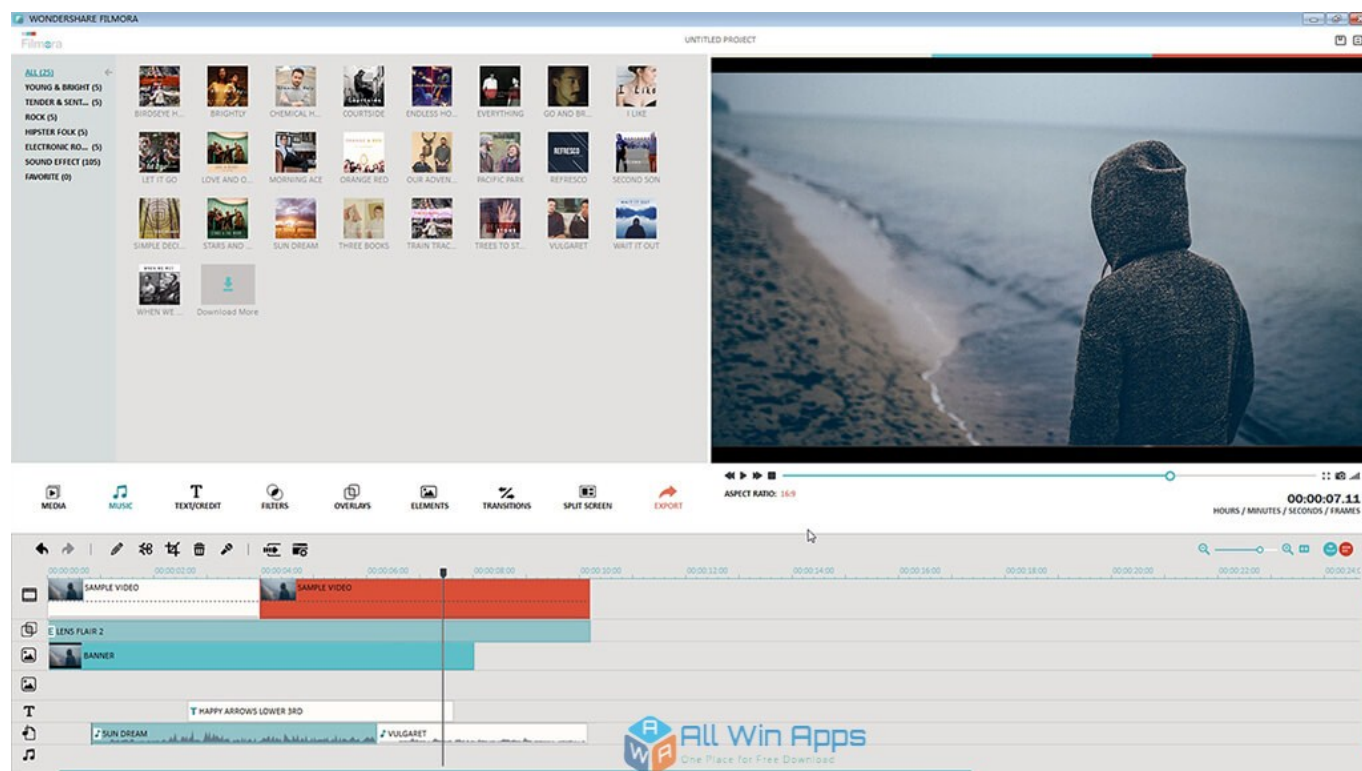 WONDERSHARE FILMORA
Filmora
UNTITLED PROJECT
ALL (25)
YOUNG & BRIGHT (5)
TENDER & SENT... (5)
ROCK (5)
HIPSTER FOLK (5)
ELECTRONIC RO... (5)
SOUND EFFECT (105)
FAVORITE (0)
BIRDSEYE H... BRIGHTLY CHEMICAL H... COURTSIDE ENDLESS HO... EVERYTHING GO AND BR... I LIKE
LET IT GO LOVE AND O... MORNING ACE ORANGE RED OUR ADVEN... PACIFIC PARK REFRESCO SECOND SON
SIMPLE DECI... STARS AND ... SUN DREAM THREE BOOKS TRAIN TRAC... TREES TO ST... VULGARET WAIT IT OUT
WHEN WE ... Download More
MEDIA MUSIC TEXT/CREDIT FILTERS OVERLAYS ELEMENTS TRANSITIONS SPLIT SCREEN EXPORT
ASPECT RATIO: 16:9
00:00:07.11
HOURS / MINUTES / SECONDS / FRAMES
00:00:00:00 00:00:02:00 00:00:04:00 00:00:06:00 00:00:08:00 00:00:10:00 00:00:12:00 00:00:14:00 00:00:16:00 00:00:18:00 00:00:20:00 00:00:22:00
SAMPLE VIDEO SAMPLE VIDEO
E LENS FLAIR 2
BANNER
T HAPPY ARROWS LOWER 3RD
SUN DREAM VULGARET
All Win Apps
One Place for Free Download